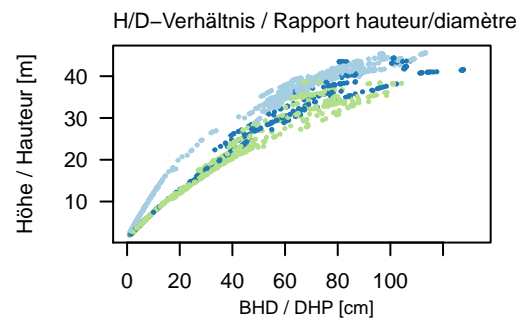 H/D−Verhältnis / Rapport hauteur/diamètre
Höhe / Hauteur [m]
40
30
20
10
0 20 40 60 80 100
BHD / DHP [cm]